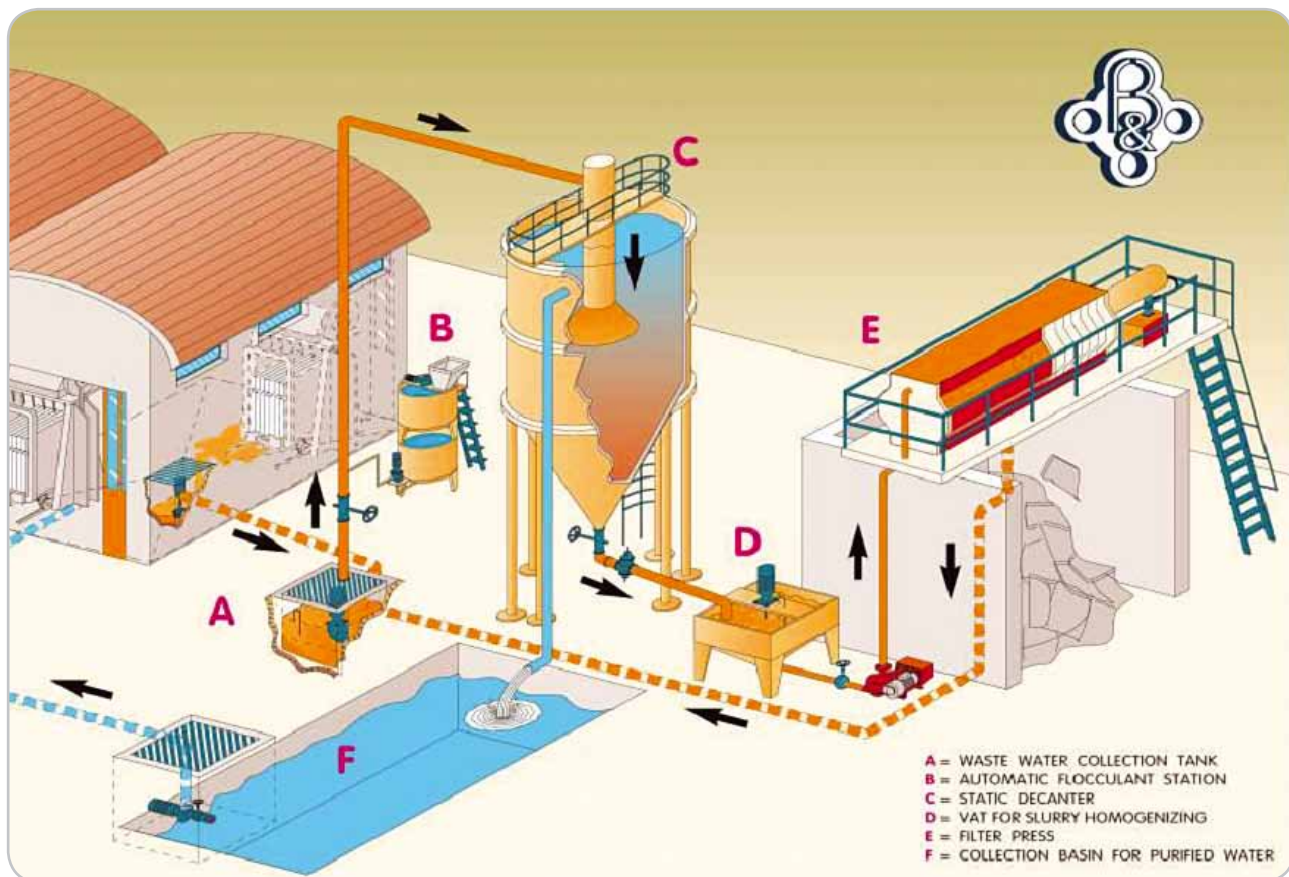 B
&
C
B
E
D
A
F
A = WASTE WATER COLLECTION TANK
B = AUTOMATIC FLOCCULANT STATION
C = STATIC DECANTER
D = VAT FOR SLURRY HOMOGENIZING
E = FILTER PRESS
F = COLLECTION BASIN FOR PURIFIED WATER